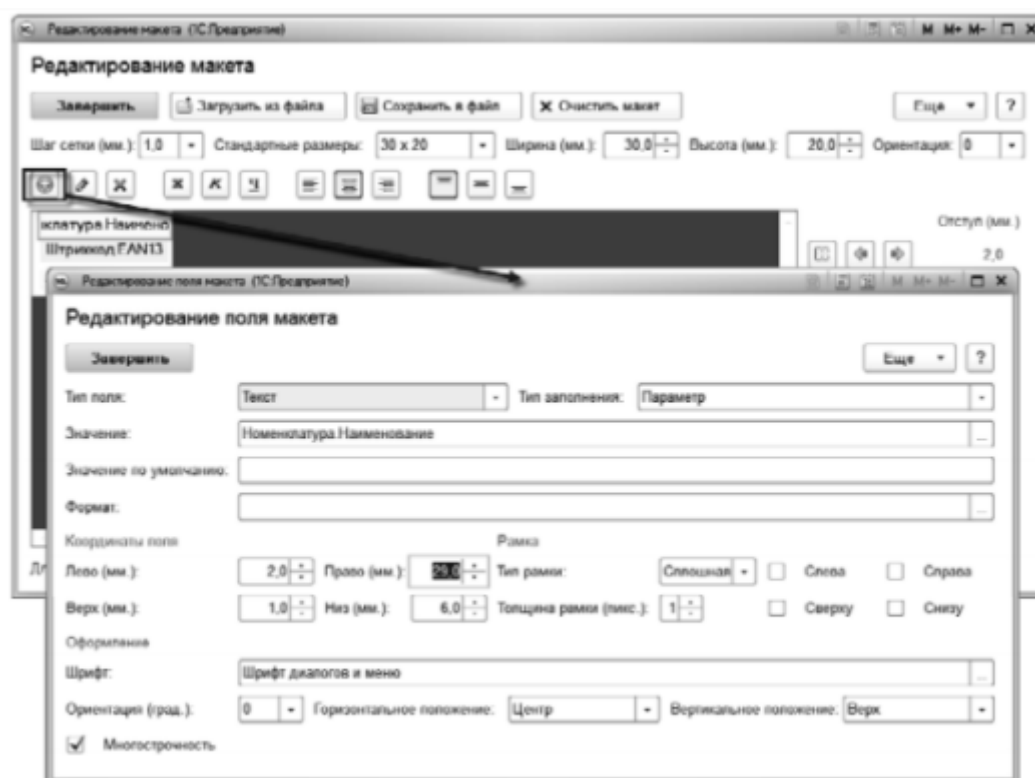 Редактирование макета (1С:Предприятие) M M+ M-
Редактирование макета
Завершить Загрузить из файла Сохранить в файл Очистить макет Еще ?
Шаг сетки (мм.): 1,0 Стандартные размеры: 30 x 20 Ширина (мм.): 30,0 Высота (мм.): 20,0 Ориентация: 0
Ж К Ч
клатура.Наимено Отступ (мм.)
Штрихкод.EAN13 2,0
Редактирование поля макета (1С:Предприятие) M M+ M-
Редактирование поля макета
Завершить Еще ?
Тип поля: Текст Тип заполнения: Параметр
Значение: Номенклатура.Наименование ...
Значение по умолчанию:
Формат: ...
Координаты поля Рамка
Лево (мм.): 2,0 Право (мм.): 29,0 Тип рамки: Сплошная Слева Справа
Верх (мм.): 1,0 Низ (мм.): 6,0 Толщина рамки (пикс.): 1 Сверху Снизу
Оформление
Шрифт: Шрифт диалогов и меню ...
Ориентация (град.): 0 Горизонтальное положение: Центр Вертикальное положение: Верх
Многострочность